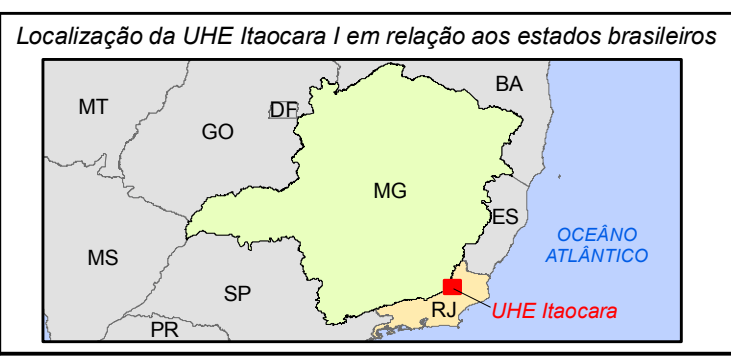 Localização da UHE Itaocara I em relação aos estados brasileiros
BA
MT
DF
GO
MG
ES
OCEÂNO
ATLÂNTICO
MS
SP
RJ
UHE Itaocara
PR